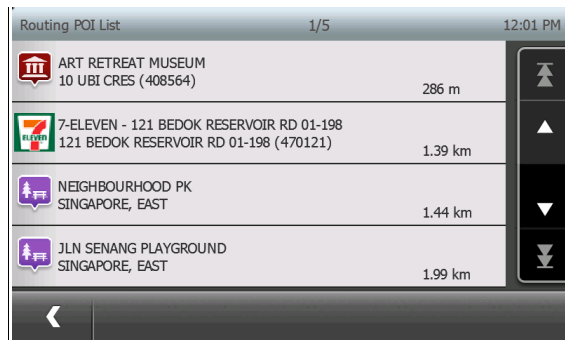 Routing POI List 1/5 12:01 PM
ART RETREAT MUSEUM
10 UBI CRES (408564)
286 m
7-ELEVEN - 121 BEDOK RESERVOIR RD 01-198
121 BEDOK RESERVOIR RD 01-198 (470121)
1.39 km
ELEVEN
NEIGHBOURHOOD PK
SINGAPORE, EAST
1.44 km
JLN SENANG PLAYGROUND
SINGAPORE, EAST
1.99 km